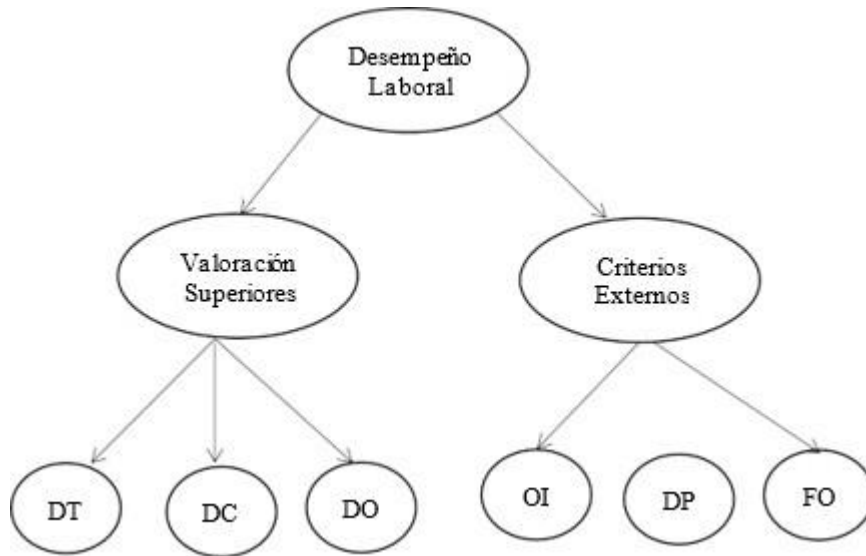 Desempeño
Laboral
Valoración
Superiores
Criterios
Externos
DT
DC
DO
OI
DP
FO